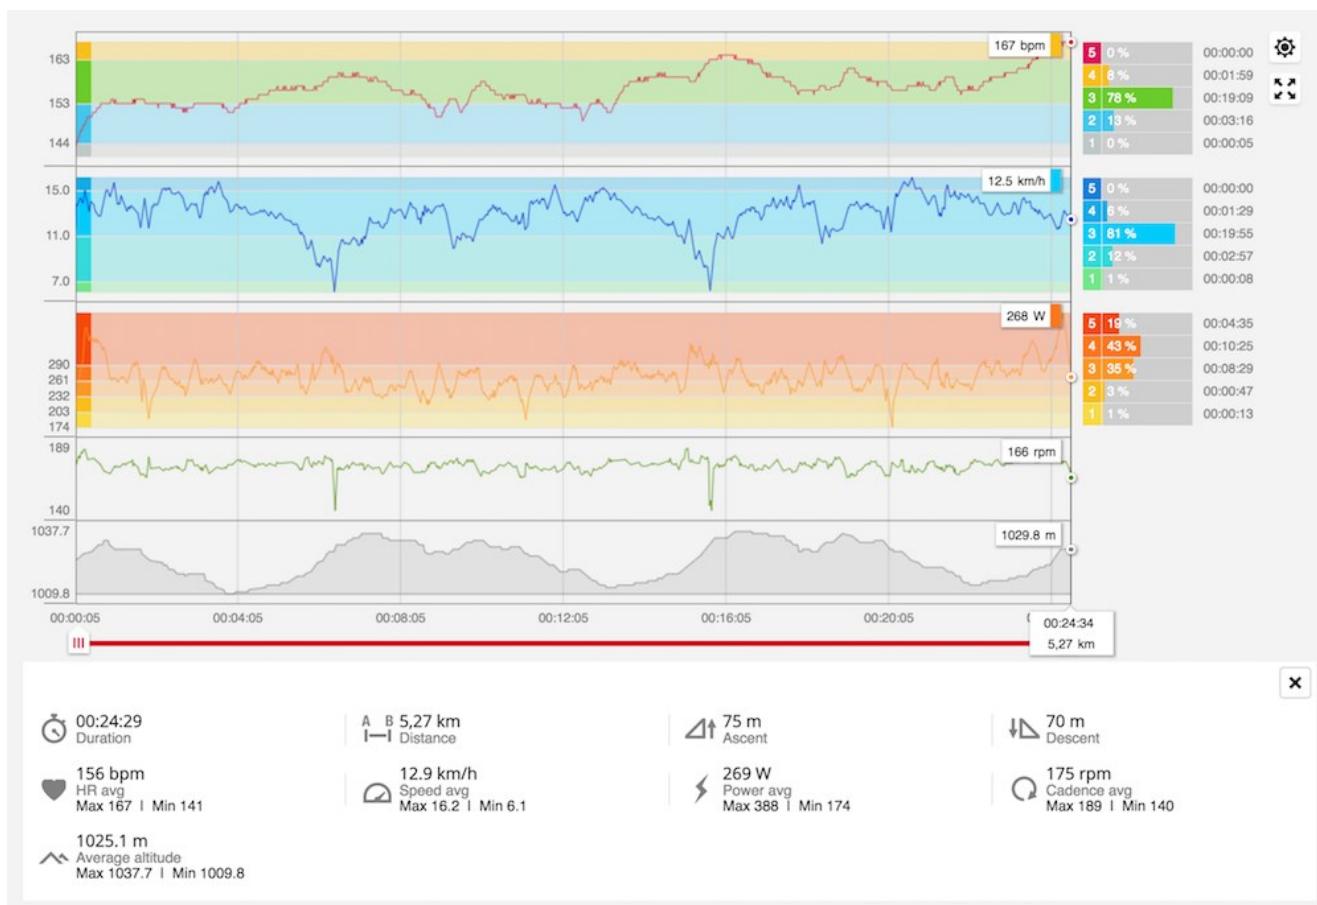 163
153
144
167 bpm
5 0 % 00:00:00
4 8 % 00:01:59
3 78 % 00:19:09
2 13 % 00:03:16
1 0 % 00:00:05
15.0
11.0
7.0
12.5 km/h
5 0 % 00:00:00
4 6 % 00:01:29
3 81 % 00:19:55
2 12 % 00:02:57
1 1 % 00:00:08
290
261
232
203
174
268 W
5 19 % 00:04:35
4 43 % 00:10:25
3 35 % 00:08:29
2 3 % 00:00:47
1 1 % 00:00:13
189
140
166 rpm
1037.7
1009.8
1029.8 m
00:00:05 00:04:05 00:08:05 00:12:05 00:16:05 00:20:05
00:24:34
5,27 km
00:24:29
Duration
A B 5,27 km
Distance
75 m
Ascent
70 m
Descent
156 bpm
HR avg
Max 167 | Min 141
12.9 km/h
Speed avg
Max 16.2 | Min 6.1
269 W
Power avg
Max 388 | Min 174
175 rpm
Cadence avg
Max 189 | Min 140
1025.1 m
Average altitude
Max 1037.7 | Min 1009.8